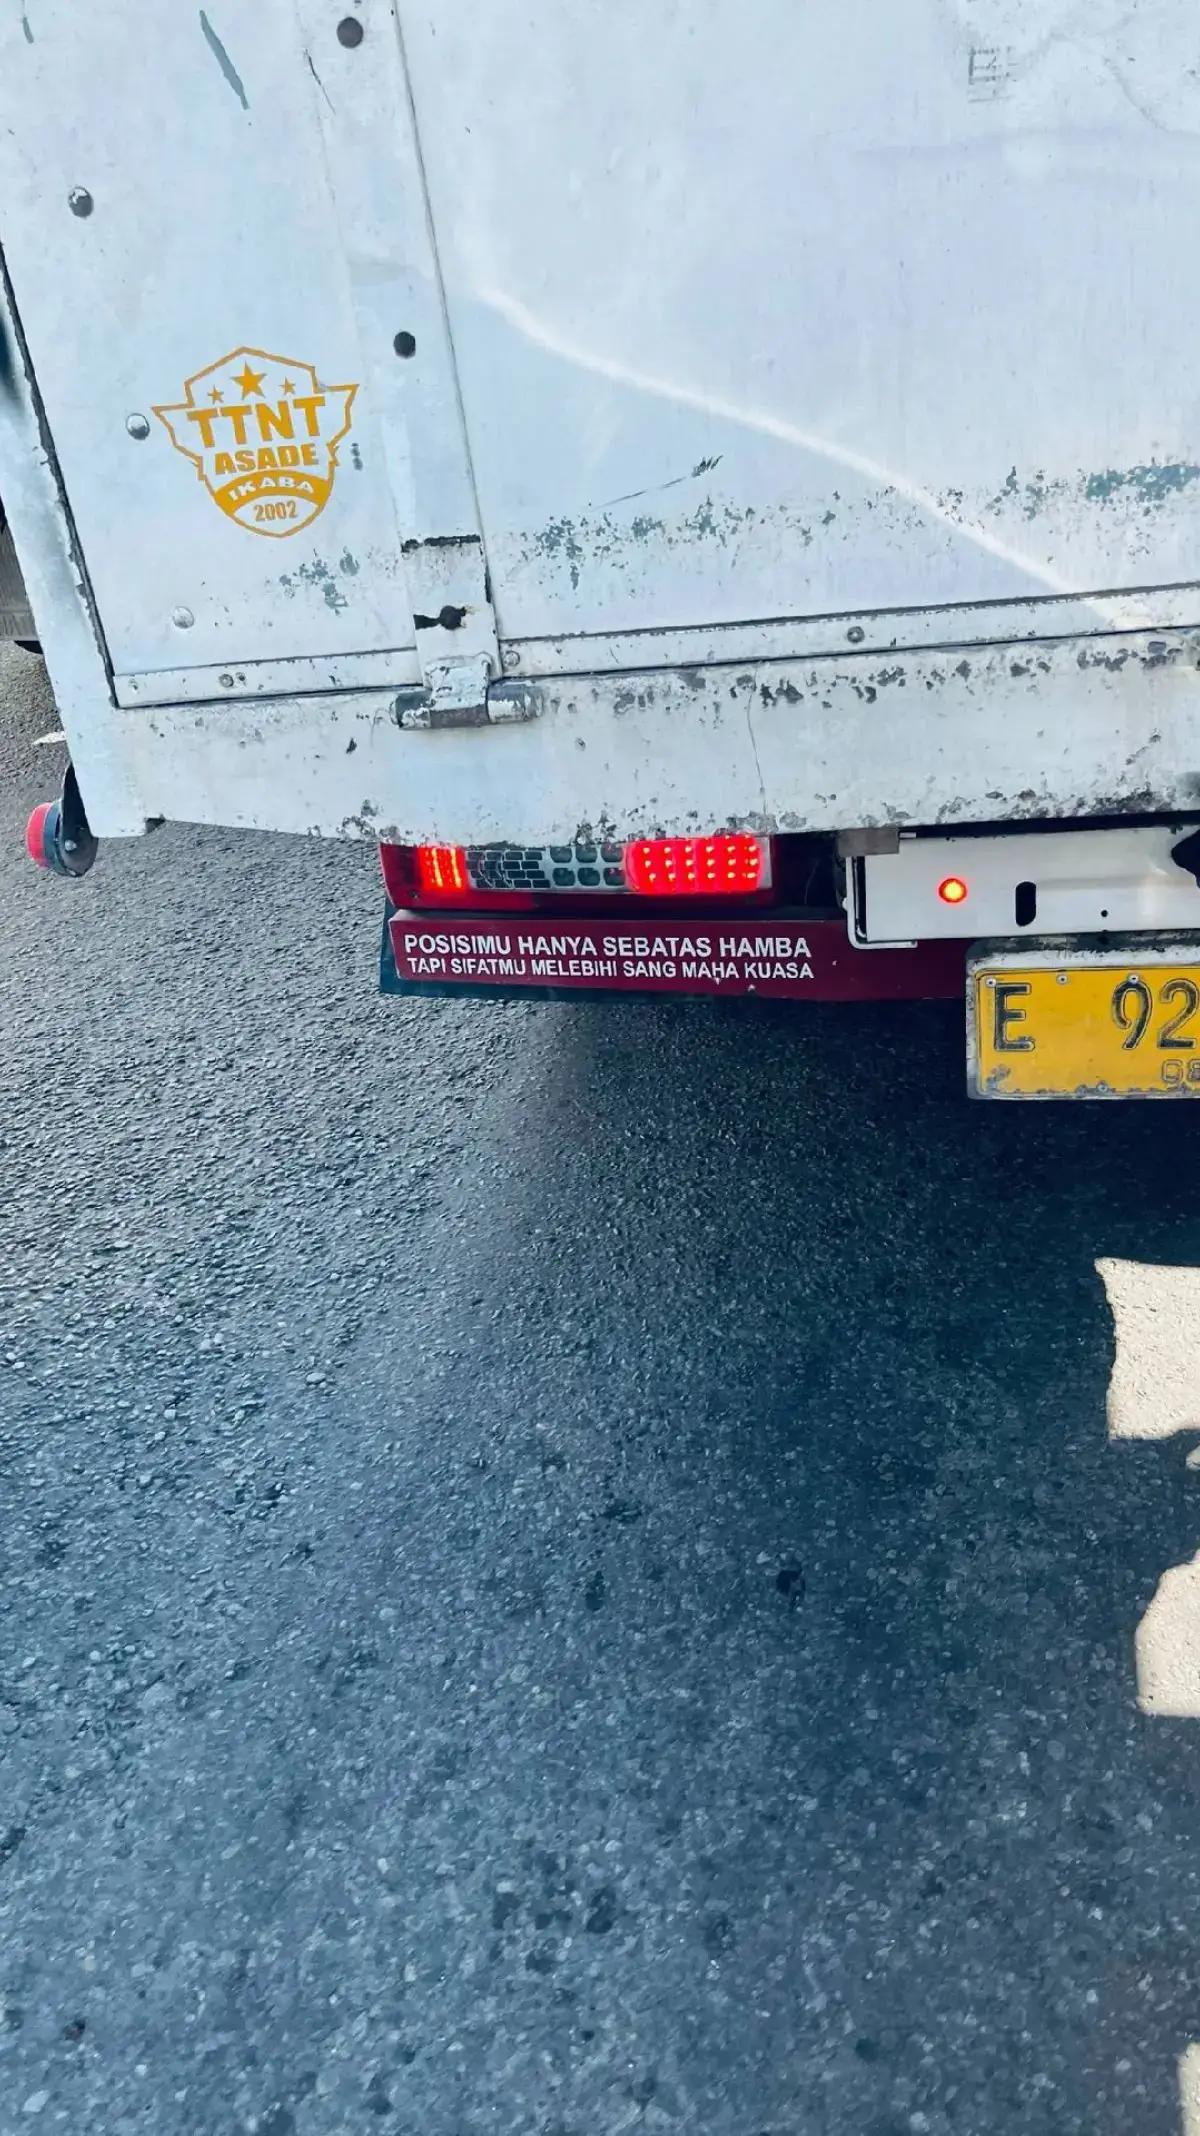 TTNT
ASADE
IKABA
2002
POSISIMU HANYA SEBATAS HAMBA
TAPI SIFATMU MELEBIHI SANG MAHA KUASA
E 92